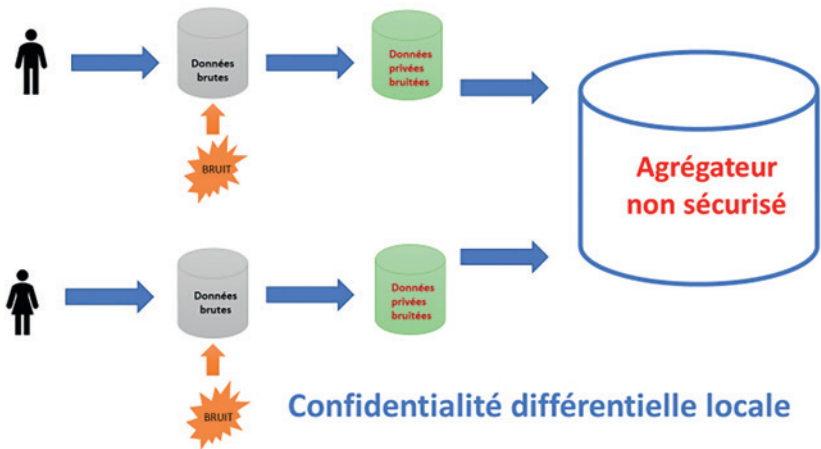 Données
brutes
BRUIT
Données
privées
bruitées
Agrégateur
non sécurisé
Données
brutes
BRUIT
Données
privées
bruitées
Confidentialité différentielle locale